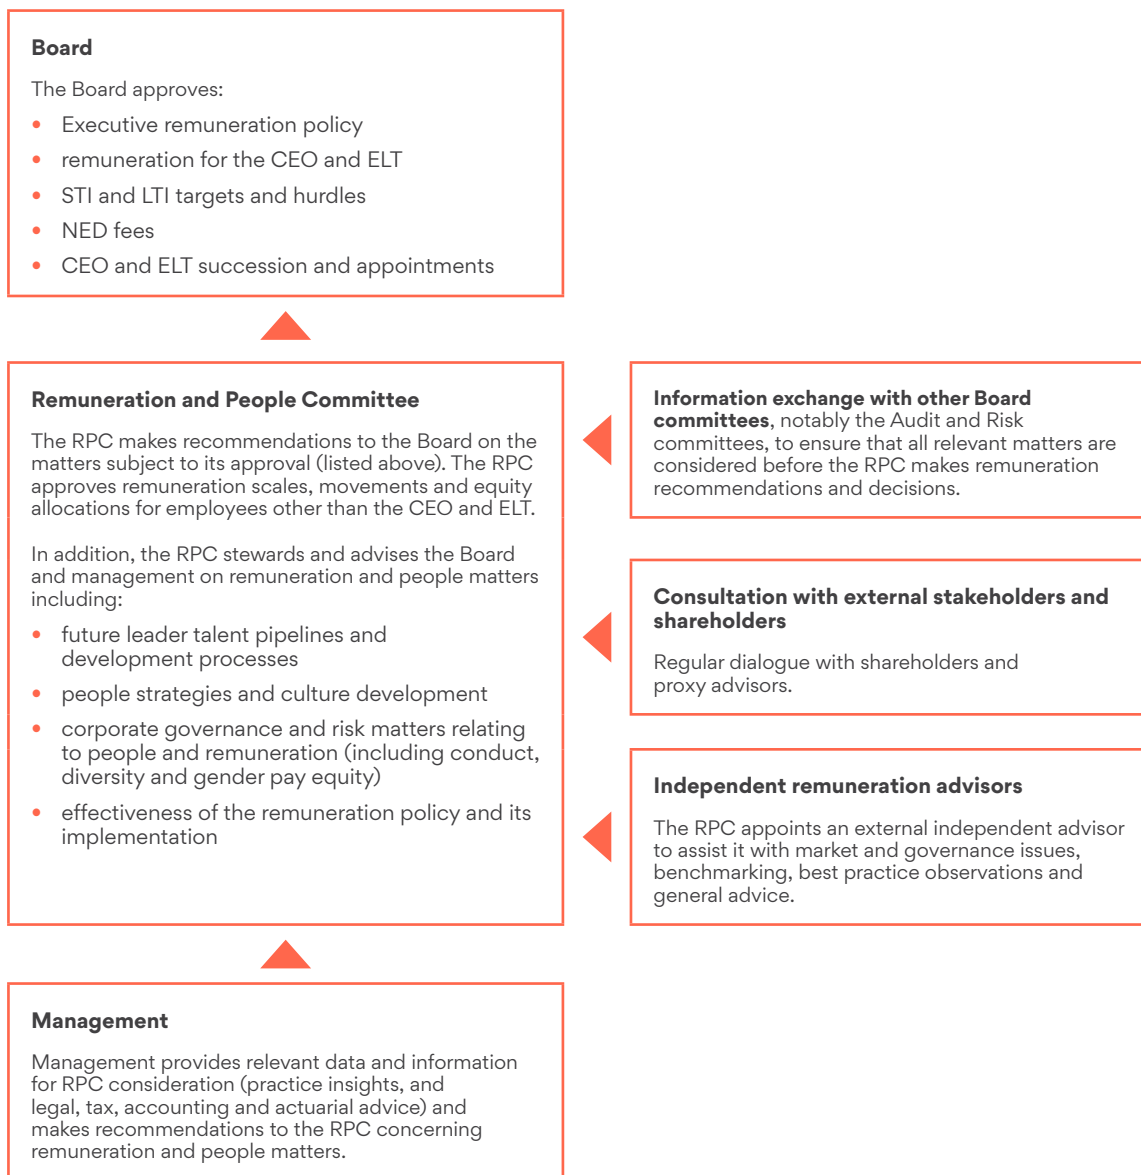 Board
The Board approves:
• Executive remuneration policy
• remuneration for the CEO and ELT
• STI and LTI targets and hurdles
• NED fees
• CEO and ELT succession and appointments
Remuneration and People Committee
The RPC makes recommendations to the Board on the
matters subject to its approval (listed above). The RPC
approves remuneration scales, movements and equity
allocations for employees other than the CEO and ELT.
In addition, the RPC stewards and advises the Board
and management on remuneration and people matters
including:
• future leader talent pipelines and
development processes
• people strategies and culture development
• corporate governance and risk matters relating
to people and remuneration (including conduct,
diversity and gender pay equity)
• effectiveness of the remuneration policy and its
implementation
Information exchange with other Board
committees, notably the Audit and Risk
committees, to ensure that all relevant matters are
considered before the RPC makes remuneration
recommendations and decisions.
Consultation with external stakeholders and
shareholders
Regular dialogue with shareholders and
proxy advisors.
Independent remuneration advisors
The RPC appoints an external independent advisor
to assist it with market and governance issues,
benchmarking, best practice observations and
general advice.
Management
Management provides relevant data and information
for RPC consideration (practice insights, and
legal, tax, accounting and actuarial advice) and
makes recommendations to the RPC concerning
remuneration and people matters.